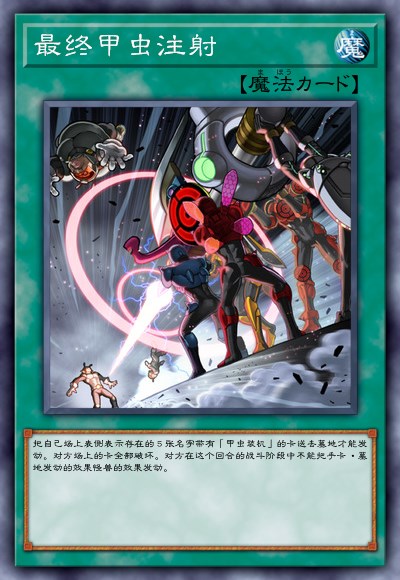 最终甲虫注射
魔
【魔法カード】
まほう
把自己场上表侧表示存在的5张名字带有「甲虫装机」的卡送去墓地才能发
动。对方场上的卡全部破坏。对方在这个回合的战斗阶段中不能把手卡·墓
地发动的效果怪兽的效果发动。